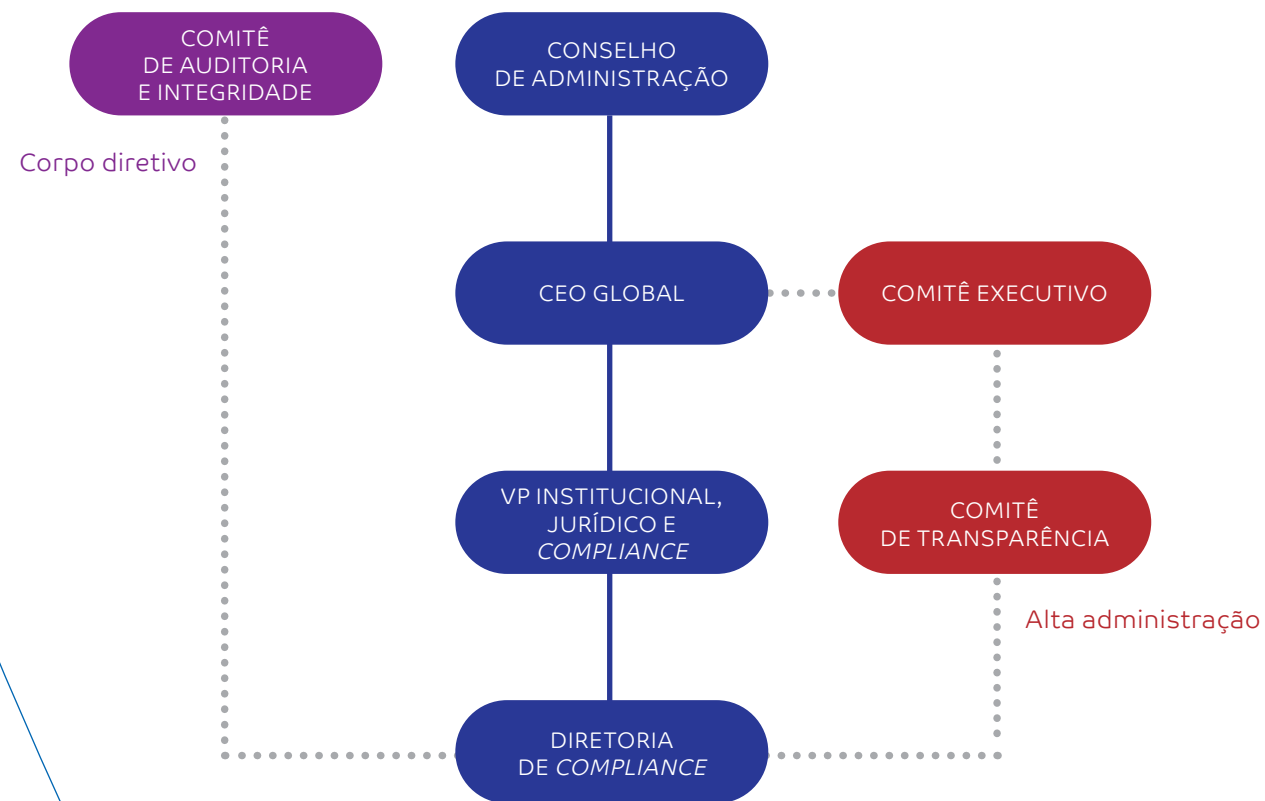 COMITÊ
DE AUDITORIA
E INTEGRIDADE
CONSELHO
DE ADMINISTRAÇÃO
Corpo diretivo
CEO GLOBAL
COMITÊ EXECUTIVO
VP INSTITUCIONAL,
JURÍDICO E
COMPLIANCE
COMITÊ
DE TRANSPARÊNCIA
Alta administração
DIRETORIA
DE COMPLIANCE